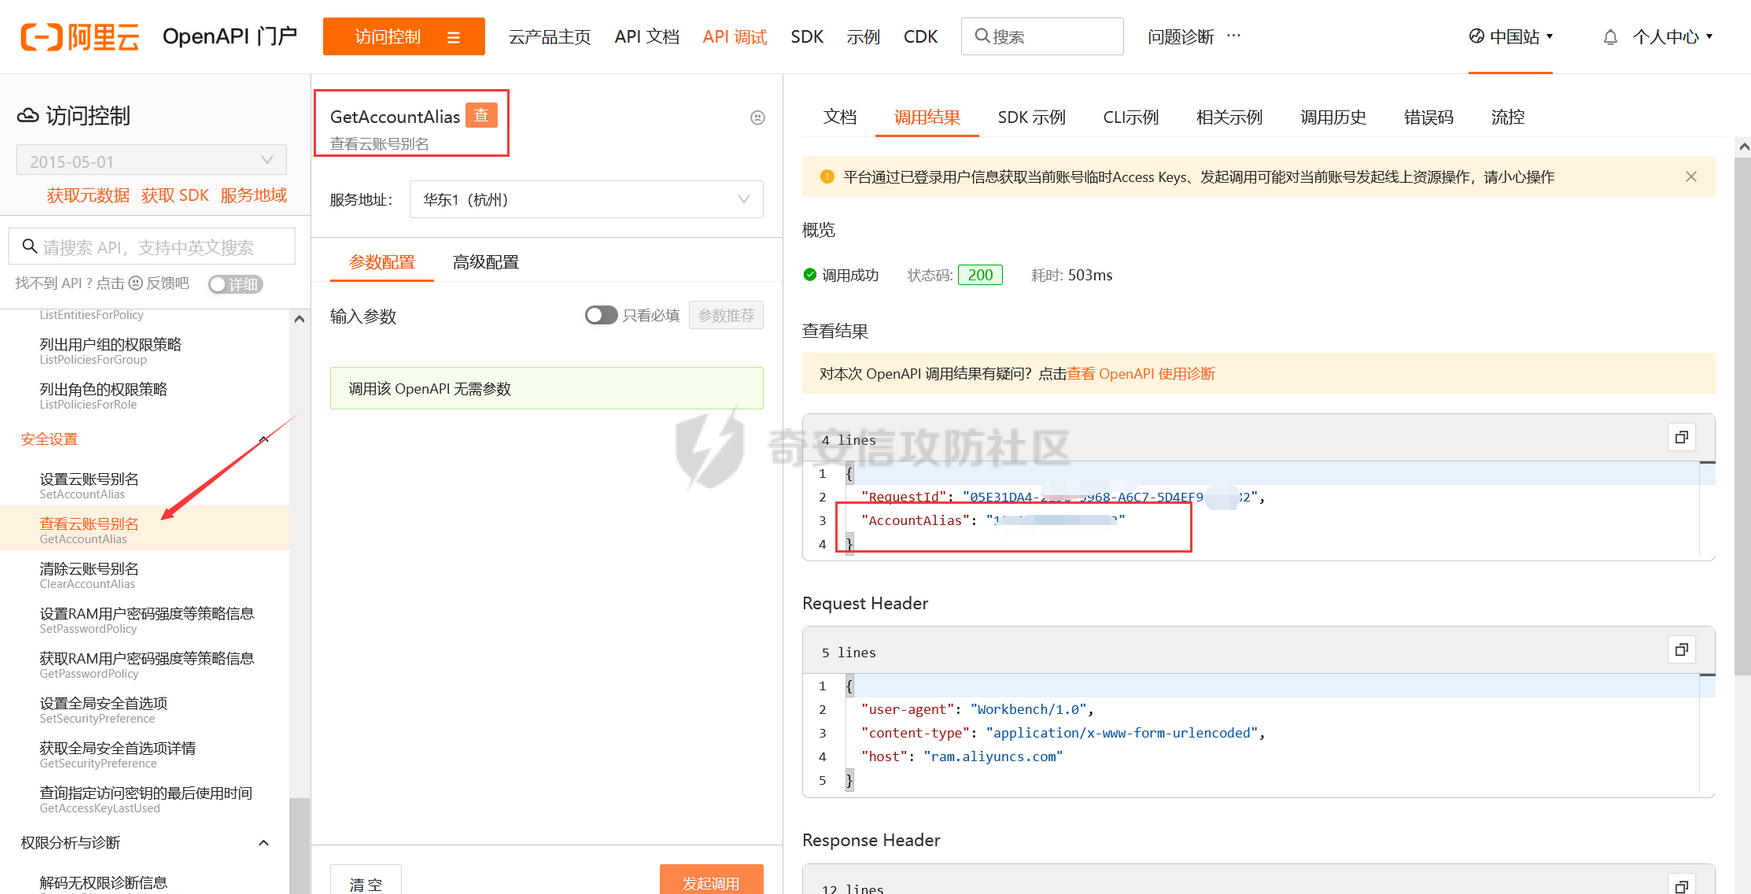 阿里云 OpenAPI 门户 访问控制 云产品主页 API 文档 API 调试 SDK 示例 CDK 搜索 问题诊断 ··· 中国站 个人中心
访问控制
2015-05-01
获取元数据 获取 SDK 服务地域
请搜索 API，支持中英文搜索
找不到 API ? 点击 反馈吧 详细
ListEntitiesForPolicy
列出用户组的权限策略
ListPoliciesForGroup
列出角色的权限策略
ListPoliciesForRole
安全设置
设置云账号别名
SetAccountAlias
查看云账号别名
GetAccountAlias
清除云账号别名
ClearAccountAlias
设置RAM用户密码强度等策略信息
SetPasswordPolicy
获取RAM用户密码强度等策略信息
GetPasswordPolicy
设置全局安全首选项
SetSecurityPreference
获取全局安全首选项详情
GetSecurityPreference
查询指定访问密钥的最后使用时间
GetAccessKeyLastUsed
权限分析与诊断
解码无权限诊断信息
GetAccountAlias 查
查看云账号别名
服务地址： 华东1（杭州）
参数配置 高级配置
输入参数 只看必填 参数推荐
调用该 OpenAPI 无需参数
清 空 发起调用
文档 调用结果 SDK 示例 CLI示例 相关示例 调用历史 错误码 流控
平台通过已登录用户信息获取当前账号临时Access Keys、发起调用可能对当前账号发起线上资源操作，请小心操作
概览
调用成功 状态码: 200 耗时: 503ms
查看结果
对本次 OpenAPI 调用结果有疑问？点击查看 OpenAPI 使用诊断
奇安信攻防社区
4 lines
1 {
2 "RequestId": "05E31DA4- 968-A6C7-5D4EF9 32",
3 "AccountAlias": "1 "
4 }
Request Header
5 lines
1 {
2 "user-agent": "Workbench/1.0",
3 "content-type": "application/x-www-form-urlencoded",
4 "host": "ram.aliyuncs.com"
5 }
Response Header
12 lines